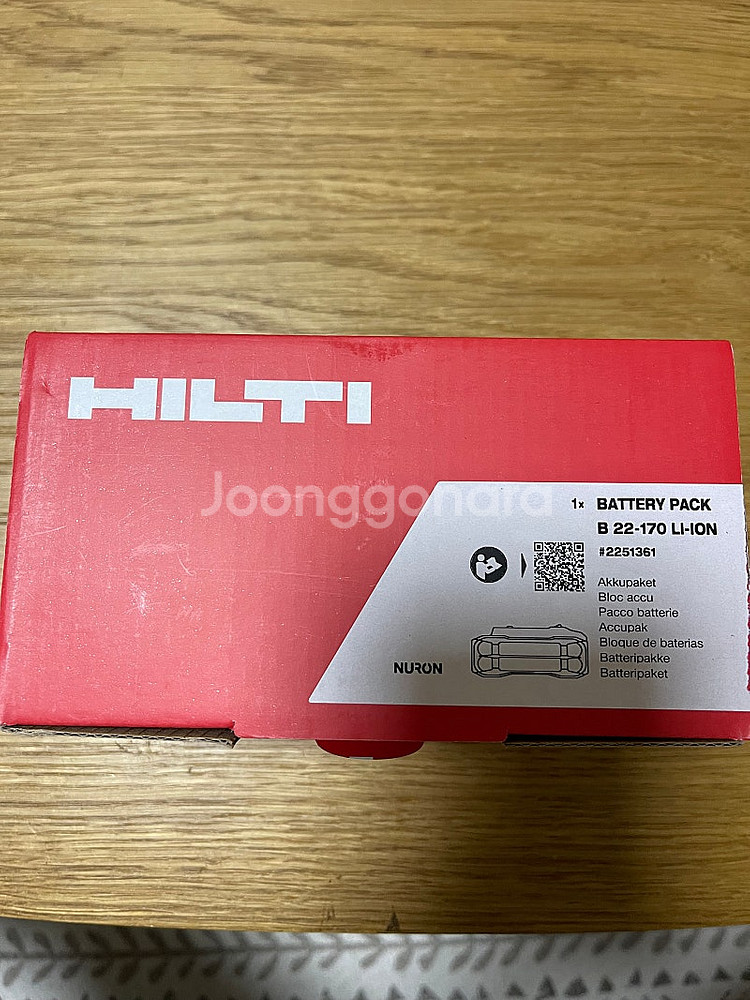 HILTI
Joonggonara
1x BATTERY PACK
B 22-170 LI-ION
#2251361
Akkupaket
Bloc accu
Pacco batterie
Accupak
Bloque de baterias
Batteripakke
Batteripaket
NURON